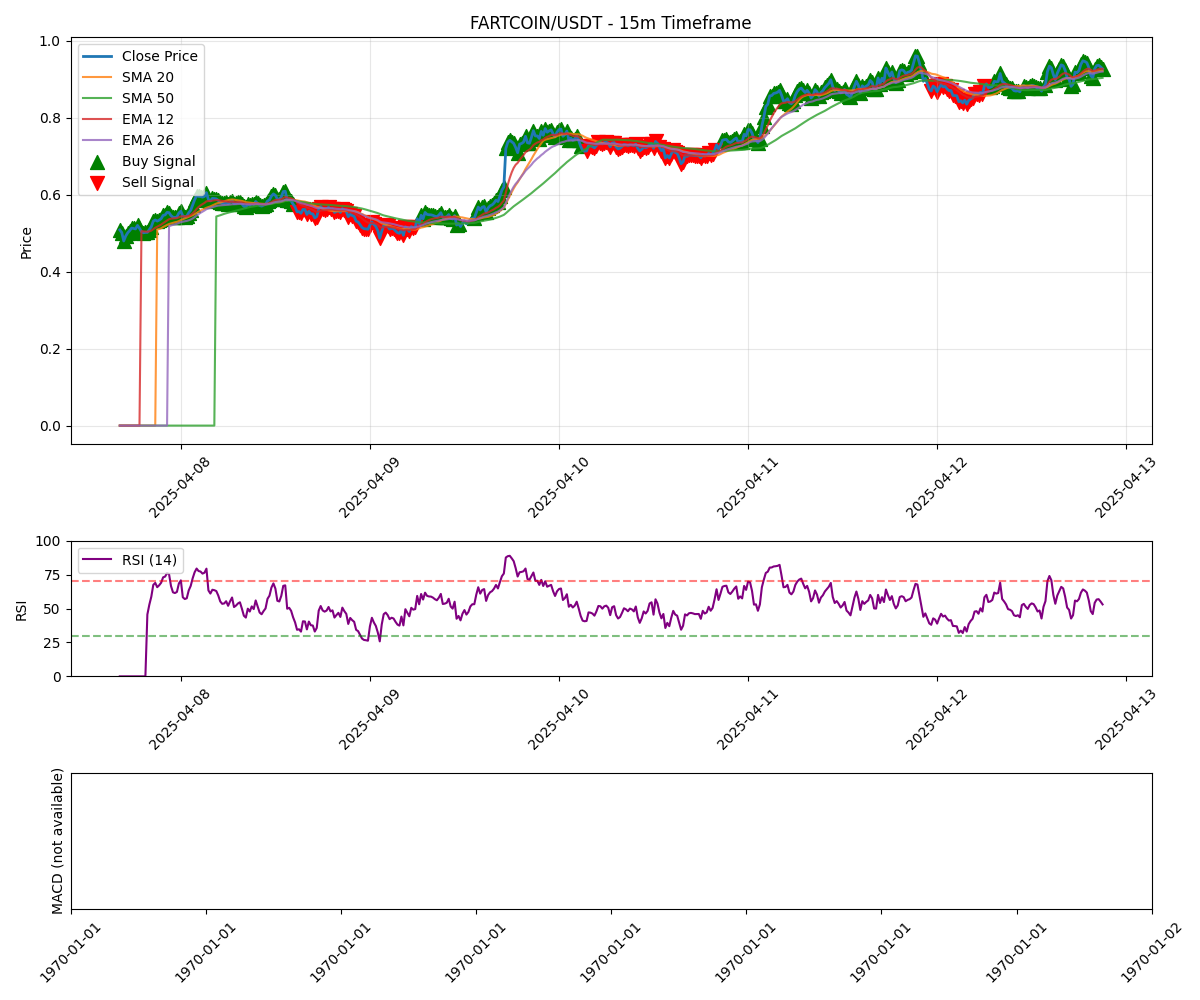 FARTCOIN/USDT - 15m Timeframe
1.0
0.8
0.6
0.4
0.2
0.0
Price
Close Price
SMA 20
SMA 50
EMA 12
EMA 26
Buy Signal
Sell Signal
2025-04-08
2025-04-09
2025-04-10
2025-04-11
2025-04-12
2025-04-13
100
75
50
25
0
RSI
RSI (14)
2025-04-08
2025-04-09
2025-04-10
2025-04-11
2025-04-12
2025-04-13
MACD (not available)
1970-01-01
1970-01-01
1970-01-01
1970-01-01
1970-01-01
1970-01-01
1970-01-01
1970-01-01
1970-01-02